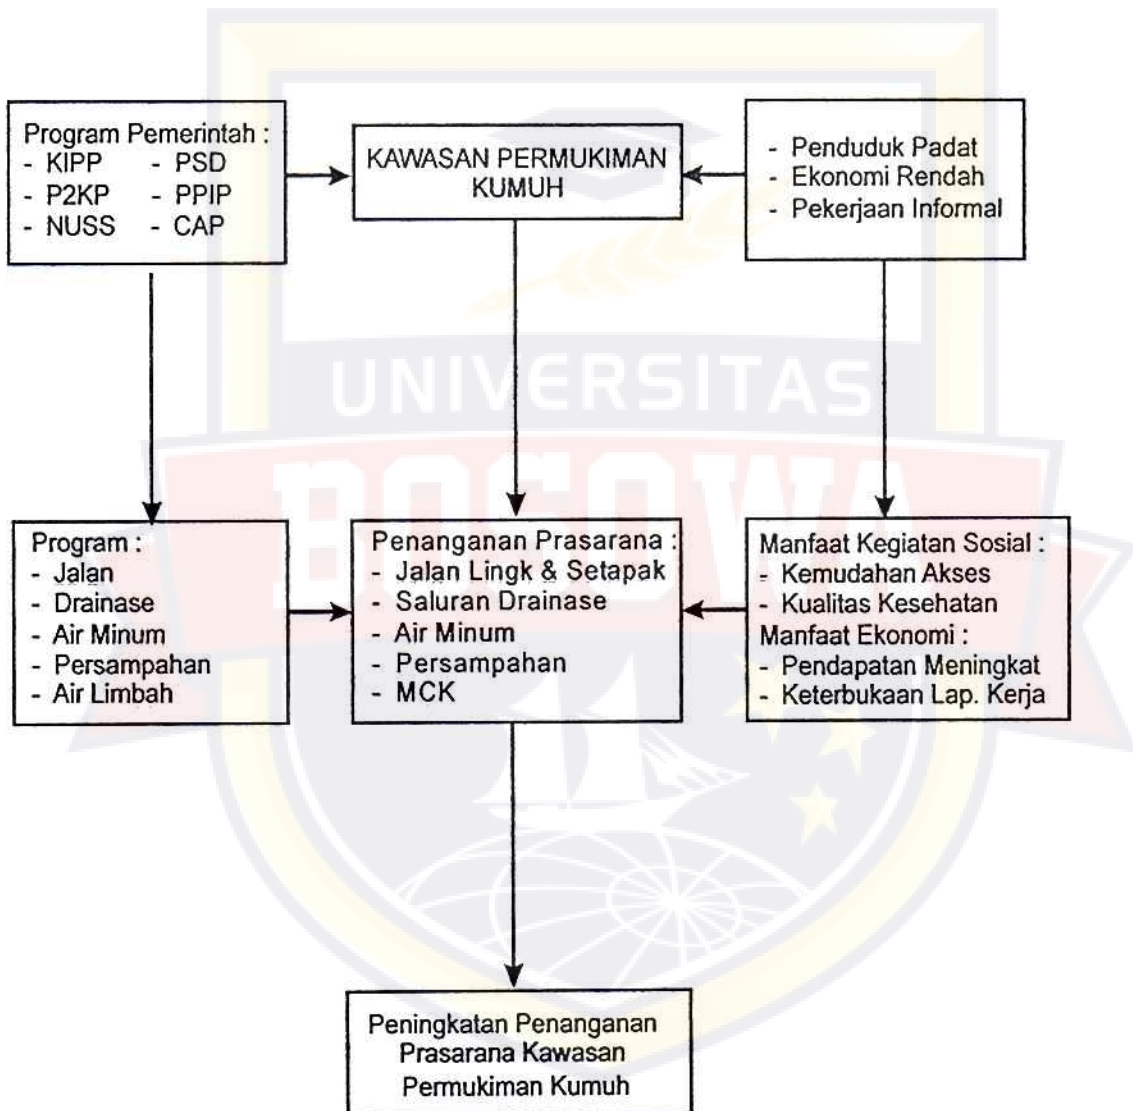 Program Pemerintah :
- KIPP - PSD
- P2KP - PPIP
- NUSS - CAP
KAWASAN PERMUKIMAN
KUMUH
- Penduduk Padat
- Ekonomi Rendah
- Pekerjaan Informal
UNIVERSITAS
BOSOWA
Program :
- Jalan
- Drainase
- Air Minum
- Persampahan
- Air Limbah
Penanganan Prasarana :
- Jalan Lingk & Setapak
- Saluran Drainase
- Air Minum
- Persampahan
- MCK
Manfaat Kegiatan Sosial :
- Kemudahan Akses
- Kualitas Kesehatan
Manfaat Ekonomi :
- Pendapatan Meningkat
- Keterbukaan Lap. Kerja
Peningkatan Penanganan
Prasarana Kawasan
Permukiman Kumuh